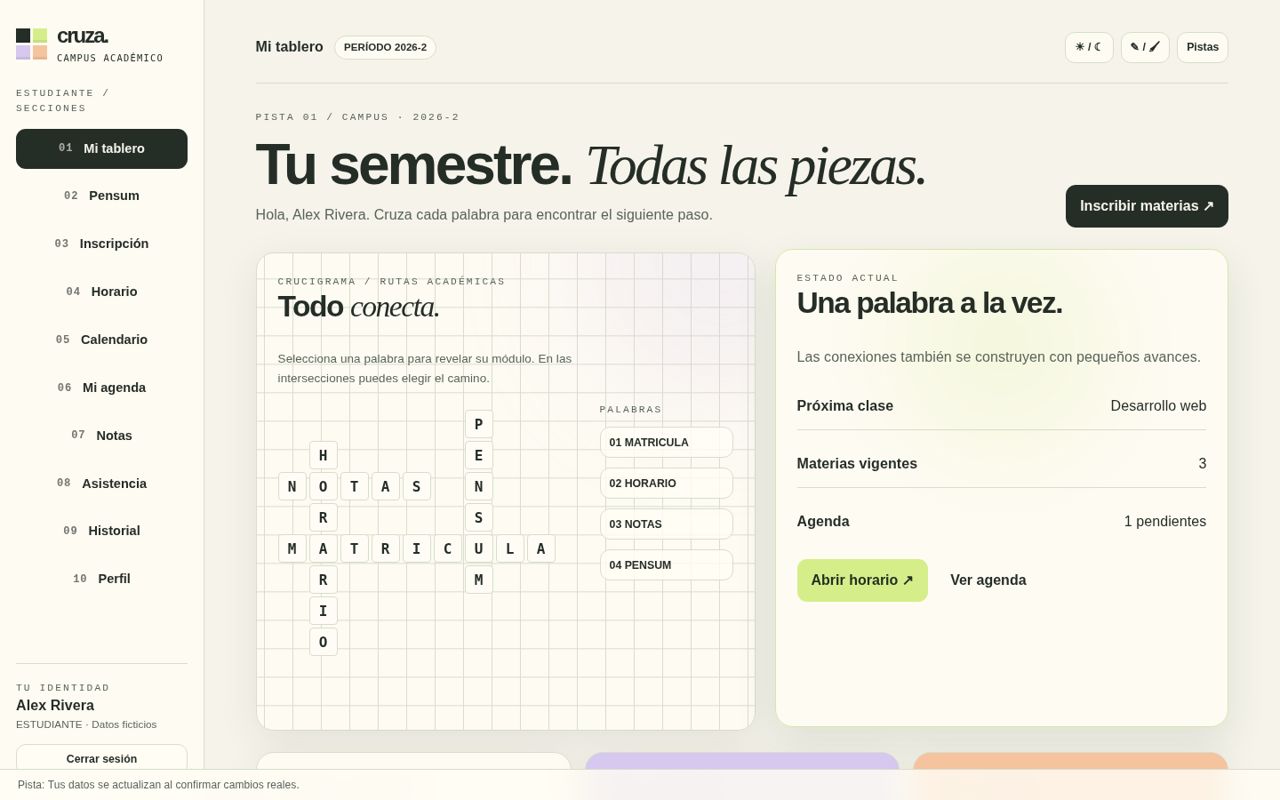 cruza.
CAMPUS ACADÉMICO
ESTUDIANTE /
SECCIONES
01 Mi tablero
02 Pensum
03 Inscripción
04 Horario
05 Calendario
06 Mi agenda
07 Notas
08 Asistencia
09 Historial
10 Perfil
TU IDENTIDAD
Alex Rivera
ESTUDIANTE · Datos ficticios
Cerrar sesión
Mi tablero
PERÍODO 2026-2
☀ / ☾
✎ / 🖌
Pistas
PISTA 01 / CAMPUS · 2026-2
Tu semestre. Todas las piezas.
Hola, Alex Rivera. Cruza cada palabra para encontrar el siguiente paso.
Inscribir materias ↗
CRUCIGRAMA / RUTAS ACADÉMICAS
Todo conecta.
Selecciona una palabra para revelar su módulo. En las
intersecciones puedes elegir el camino.
P
H E
N O T A S N
R S
M A T R I C U L A
R M
I
O
PALABRAS
01 MATRICULA
02 HORARIO
03 NOTAS
04 PENSUM
ESTADO ACTUAL
Una palabra a la vez.
Las conexiones también se construyen con pequeños avances.
Próxima clase Desarrollo web
Materias vigentes 3
Agenda 1 pendientes
Abrir horario ↗ Ver agenda
Pista: Tus datos se actualizan al confirmar cambios reales.